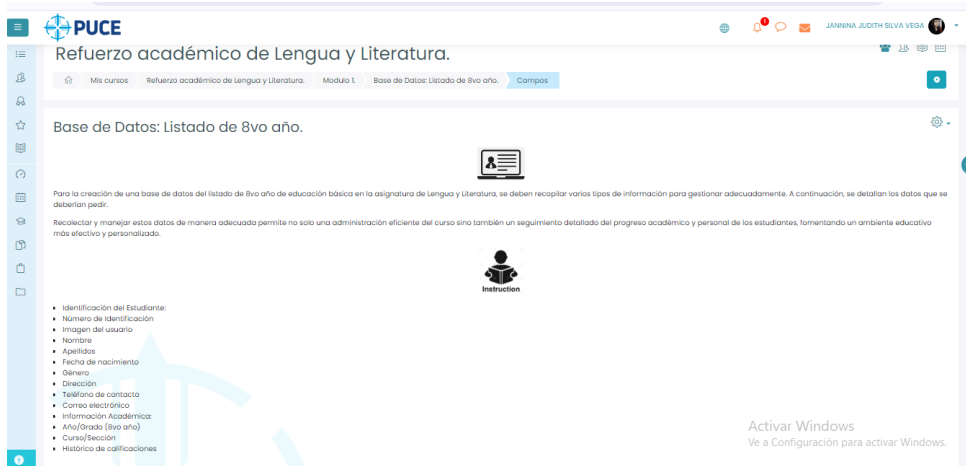 PUCE
1
JANNINA JUDITH SILVA VEGA
Refuerzo académico de Lengua y Literatura.
Mis cursos Refuerzo académico de Lengua y Literatura. Modulo 1. Base de Datos: Listado de 8vo año. Campos
Base de Datos: Listado de 8vo año.
Para la creación de una base de datos del listado de 8vo año de educación básica en la asignatura de Lengua y Literatura, se deben recopilar varios tipos de información para gestionar adecuadamente. A continuación, se detallan los datos que se
deberían pedir.
Recolectar y manejar estos datos de manera adecuada permite no solo una administración eficiente del curso sino también un seguimiento detallado del progreso académico y personal de los estudiantes, fomentando un ambiente educativo
más efectivo y personalizado.
Instruction
Identificación del Estudiante:
Número de Identificación
Imagen del usuario
Nombre
Apellidos
Fecha de nacimiento
Género
Dirección
Teléfono de contacto
Correo electrónico
Información Académica:
Año/Grado (8vo año)
Curso/Sección
Histórico de calificaciones
Activar Windows
Ve a Configuración para activar Windows.